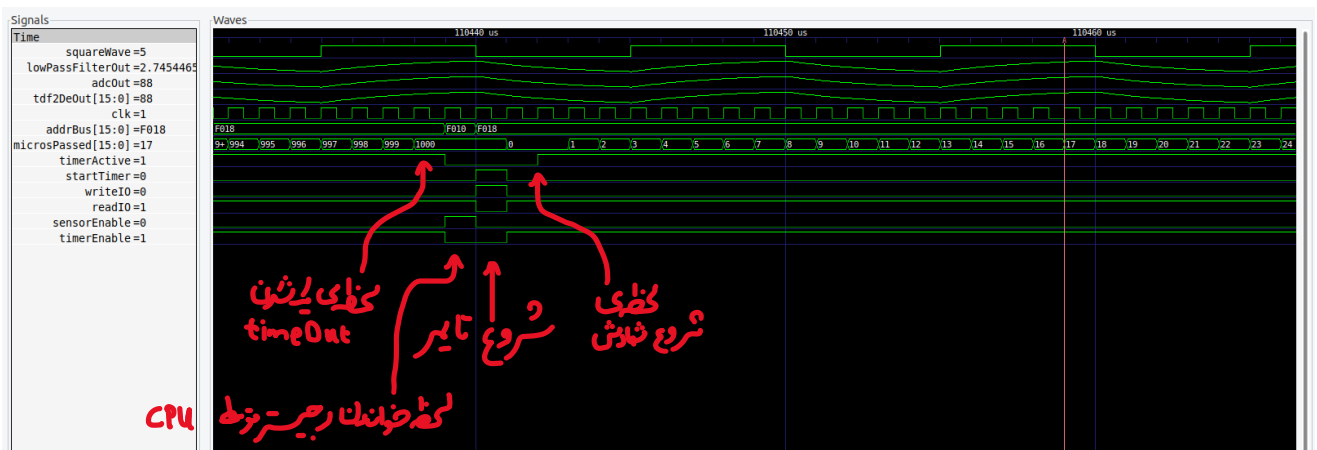 Signals
Waves
Time
squareWave=5
lowPassFilterOut=2.7454465
adcOut=88
tdf2DeOut[15:0]=88
clk=1
addrBus[15:0]=F018
microsPassed[15:0]=17
timerActive=1
startTimer=0
writeIO=0
readIO=1
sensorEnable=0
timerEnable=1
110440 us 110450 us 110460 us
F018 F010 F018
9+ 994 995 996 997 998 999 1000 0 1 2 3 4 5 6 7 8 9 10 11 12 13 14 15 16 17 18 19 20 21 22 23 24
لحظه‌ی
timeOut
شروع تایمر
لحظه‌ی
شروع شمارش
لحظه خواندن رجیستر توسط CPU